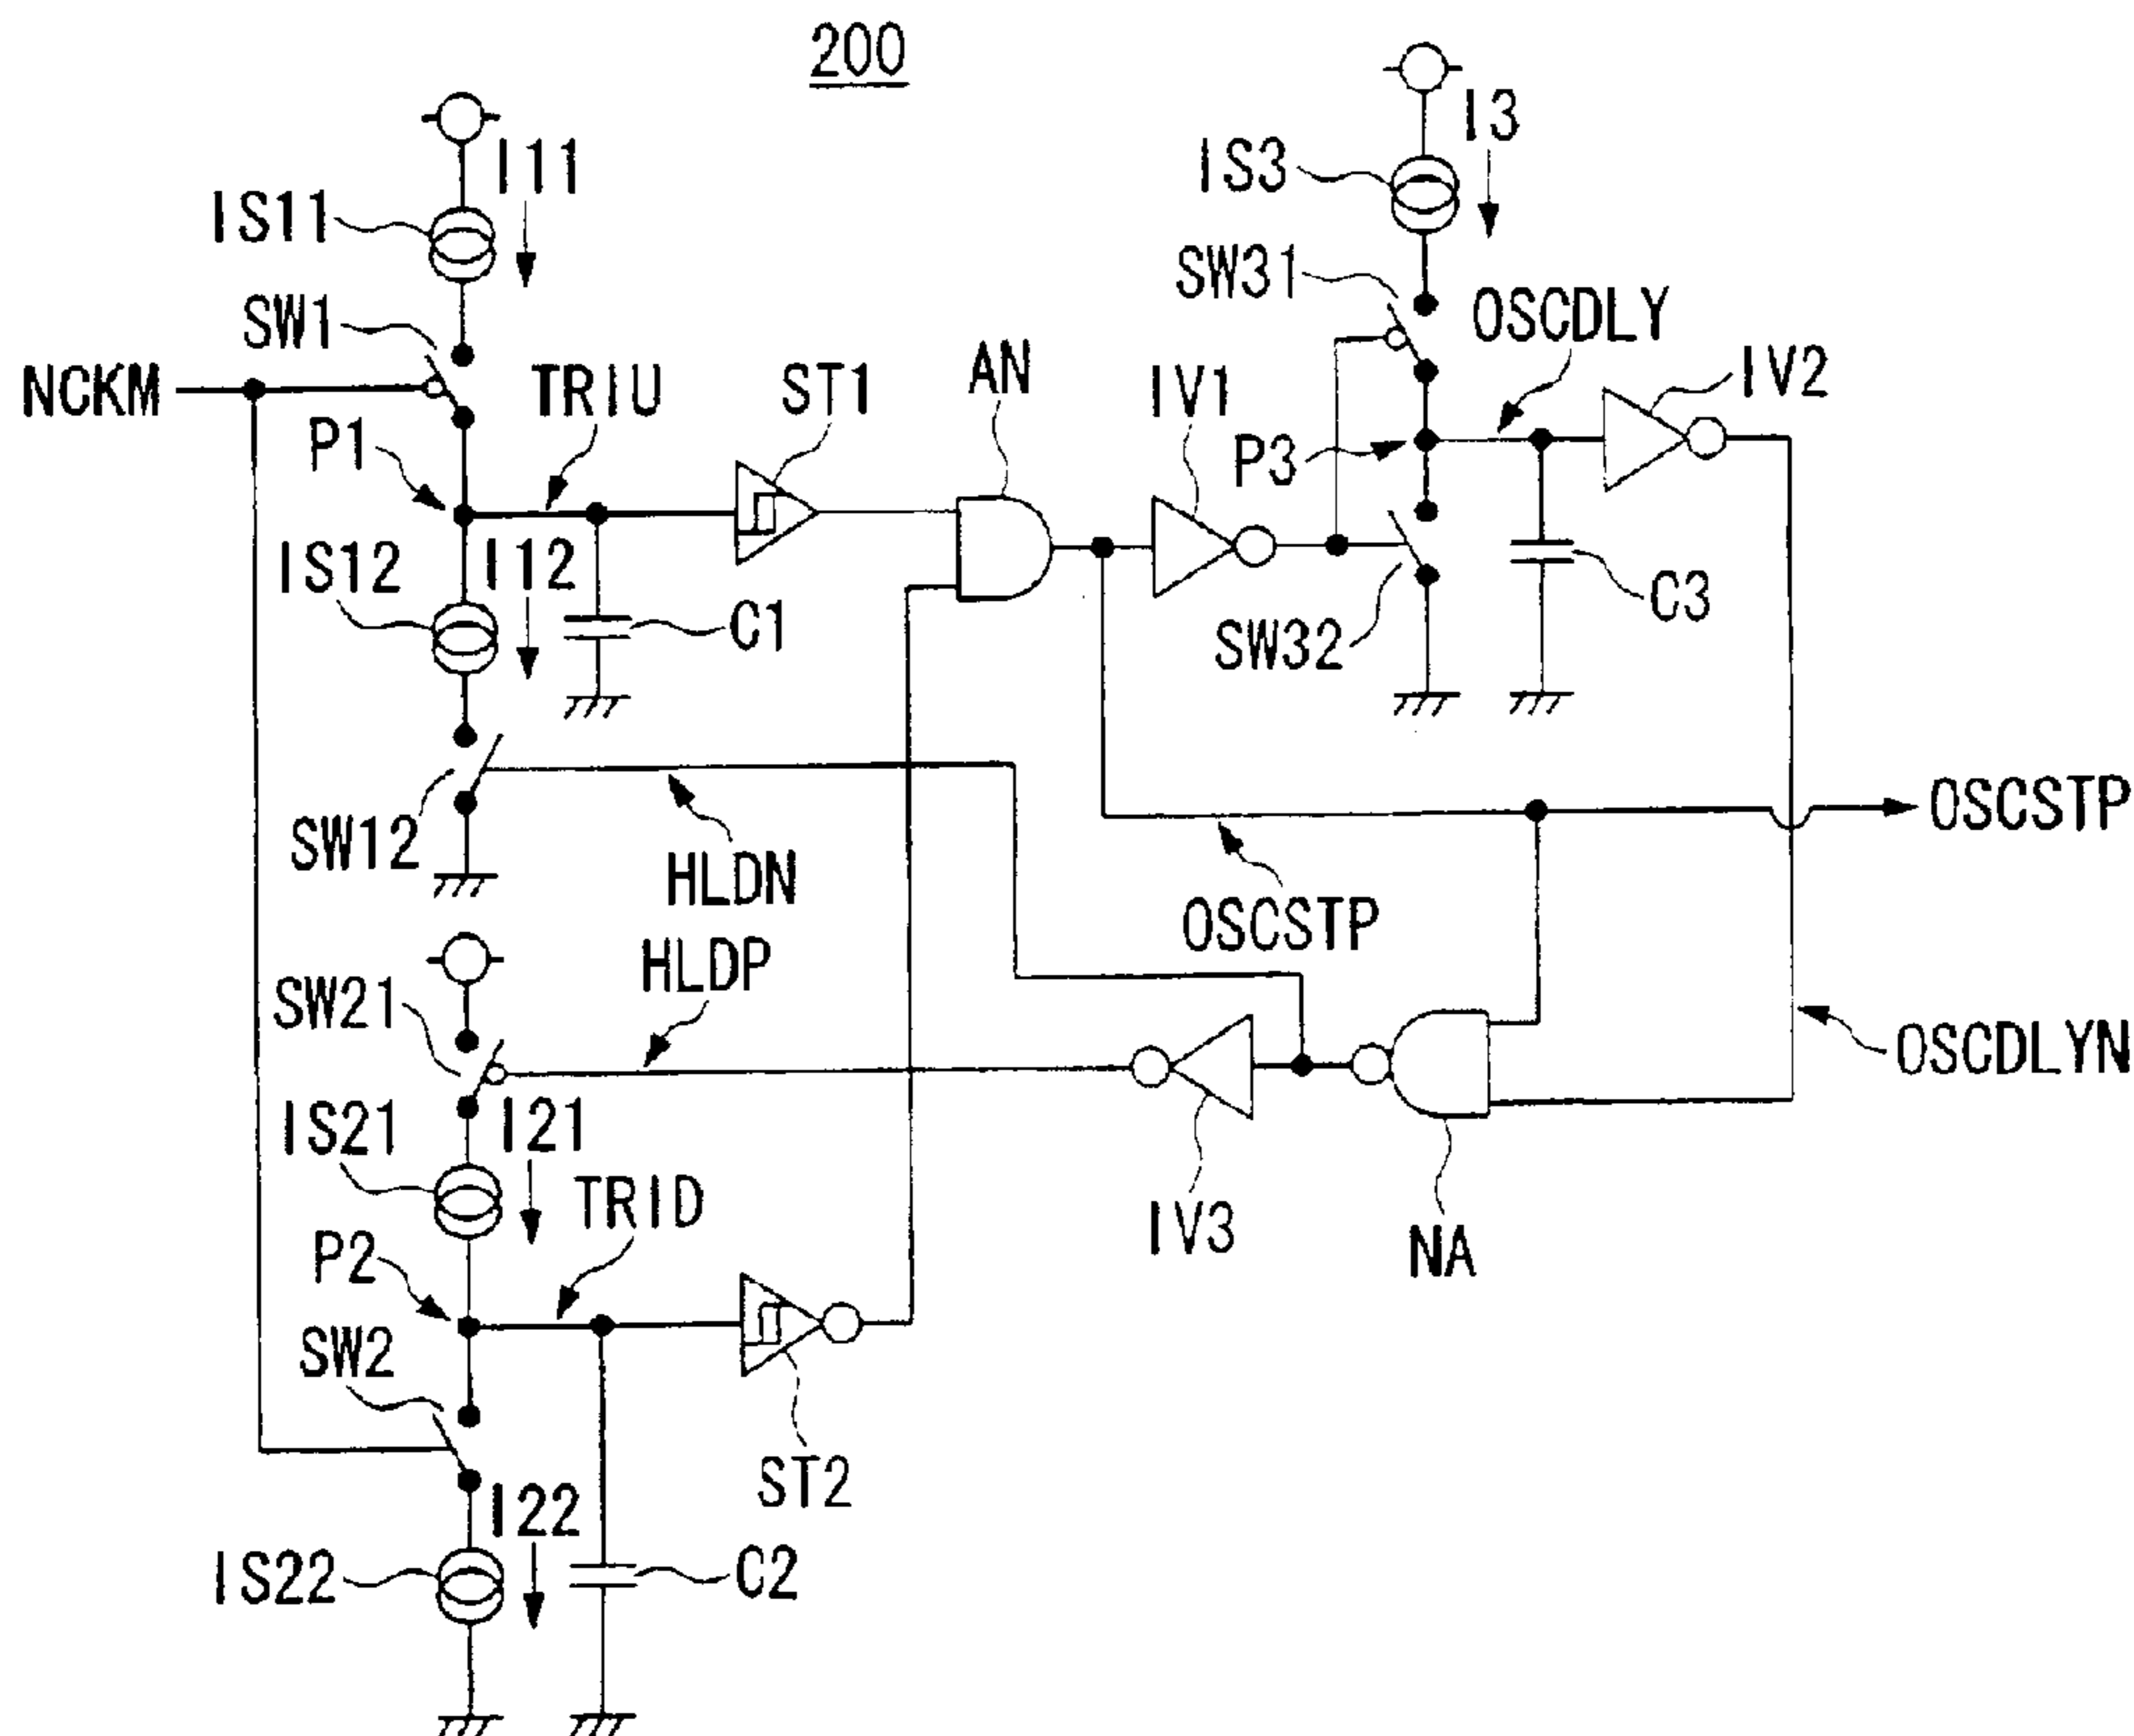 200
I11
I3
IS3
IS11
SW31
OSCDLY
SW1
AN
IV2
NCKM
TRIU
ST1
IV1
P1
P3
IS12
I12
C1
C3
SW32
OSCSTP
SW12
HLDN
OSCSTP
HLDP
SW21
OSCDLYN
IS21
I21
TRID
IV3
NA
P2
SW2
ST2
I22
IS22
C2